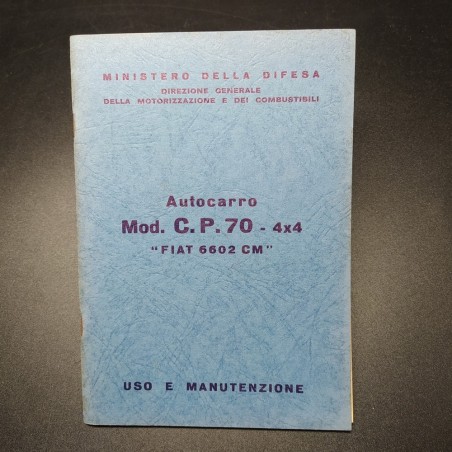 MINISTERO DELLA DIFESA
DIREZIONE GENERALE
DELLA MOTORIZZAZIONE E DEI COMBUSTIBILI
Autocarro
Mod. C.P.70 - 4x4
"FIAT 6602 CM"
USO E MANUTENZIONE